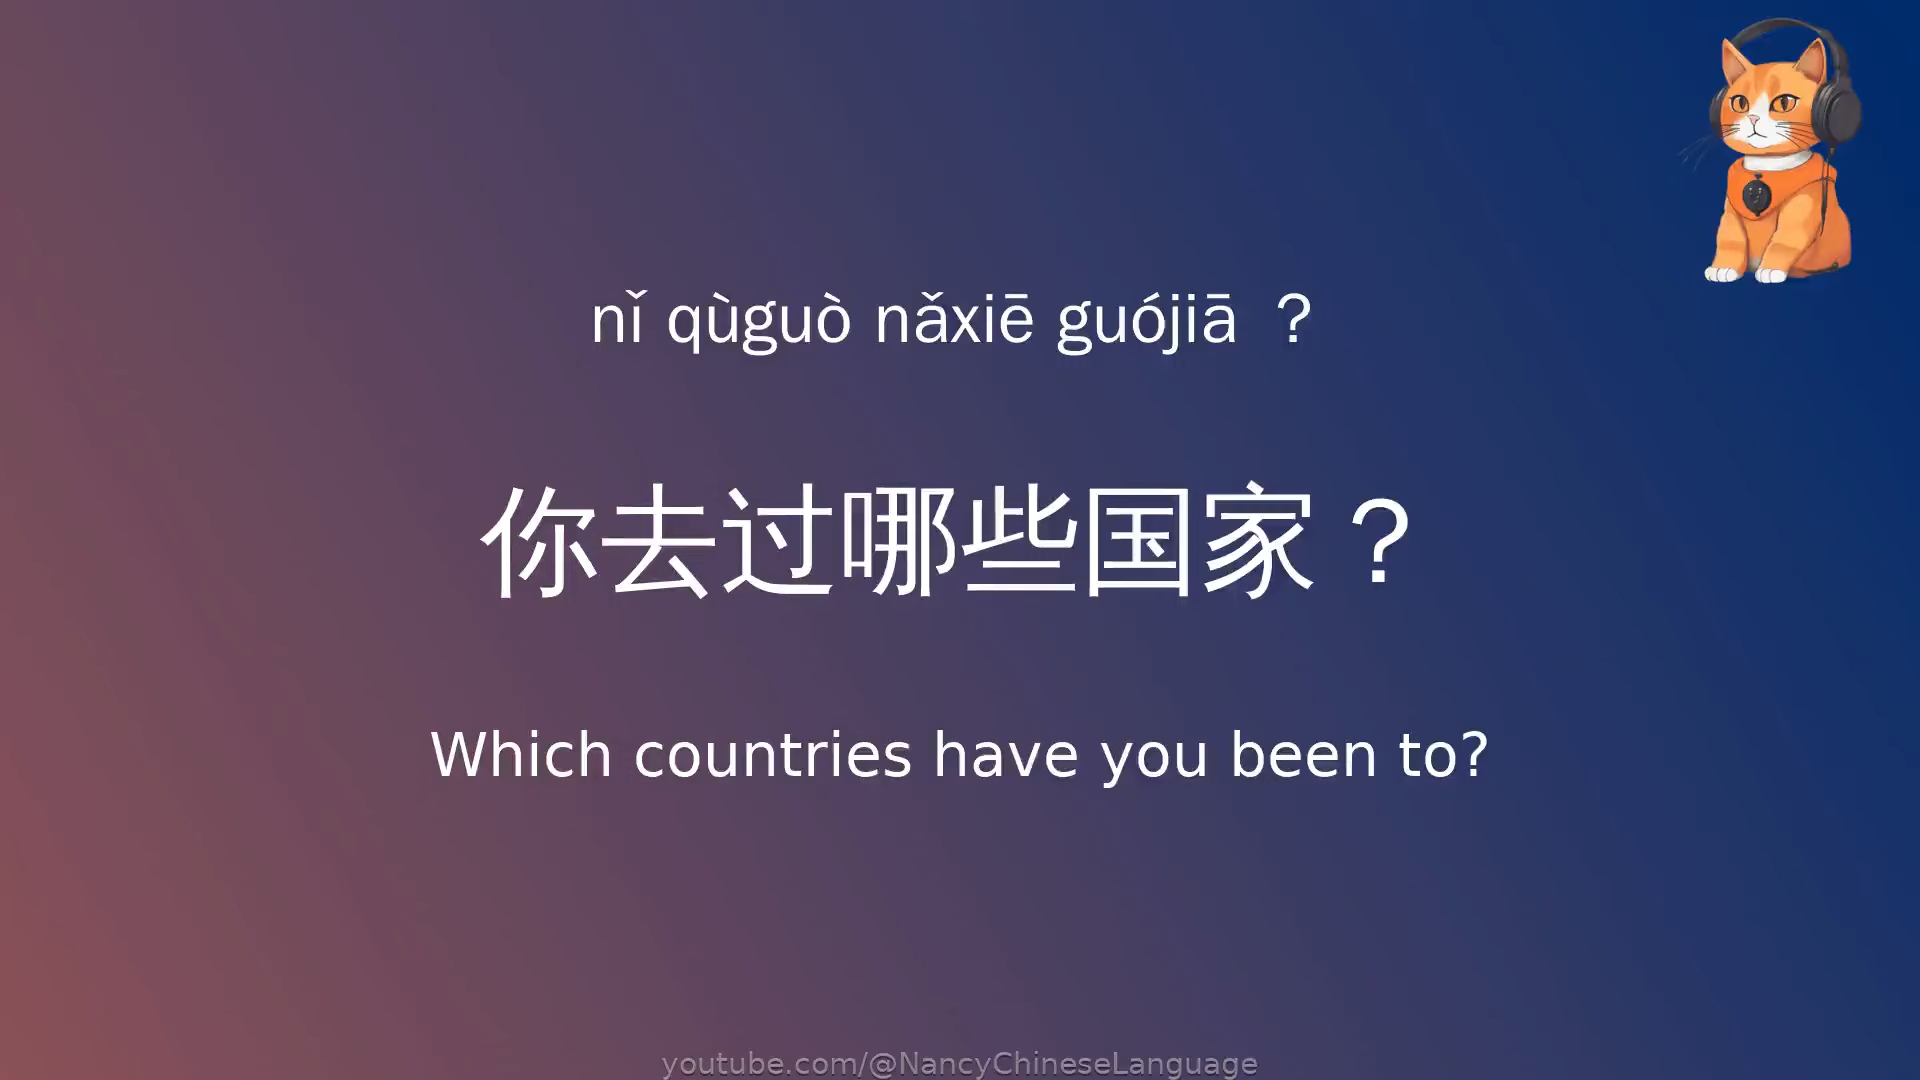 nǐ qùguò nǎxiē guójiā ？
你去过哪些国家？
Which countries have you been to?
youtube.com/@NancyChineseLanguage